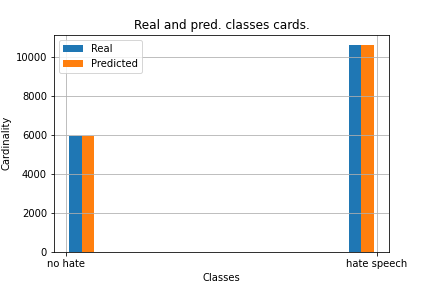 Real and pred. classes cards.
Real
Predicted
10000
8000
6000
4000
2000
0
Cardinality
no hate
hate speech
Classes